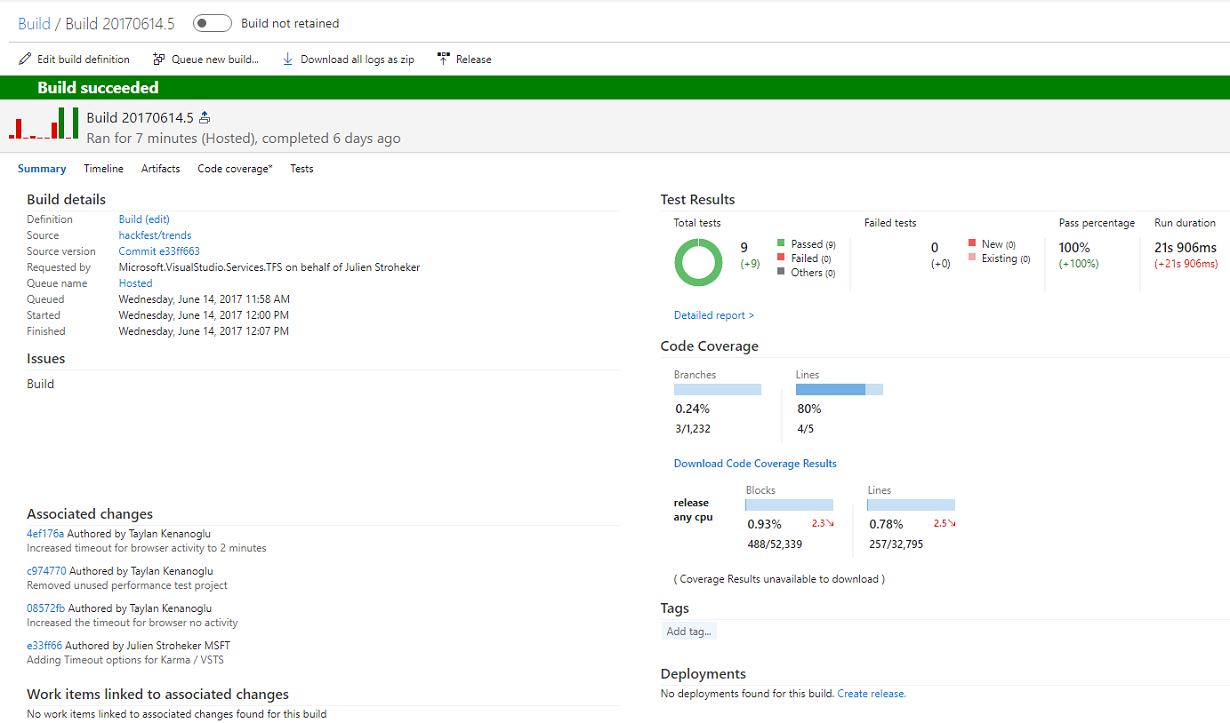 Build / Build 20170614.5 Build not retained
Edit build definition Queue new build... Download all logs as zip Release
Build succeeded
Build 20170614.5
Ran for 7 minutes (Hosted), completed 6 days ago
Summary Timeline Artifacts Code coverage* Tests
Build details
Definition Build (edit)
Source hackfest/trends
Source version Commit e33ff663
Requested by Microsoft.VisualStudio.Services.TFS on behalf of Julien Stroheker
Queue name Hosted
Queued Wednesday, June 14, 2017 11:58 AM
Started Wednesday, June 14, 2017 12:00 PM
Finished Wednesday, June 14, 2017 12:07 PM
Issues
Build
Associated changes
4ef176a Authored by Taylan Kenanoglu
Increased timeout for browser activity to 2 minutes
c974770 Authored by Taylan Kenanoglu
Removed unused performance test project
08572fb Authored by Taylan Kenanoglu
Increased the timeout for browser no activity
e33ff66 Authored by Julien Stroheker MSFT
Adding Timeout options for Karma / VSTS
Work items linked to associated changes
No work items linked to associated changes found for this build
Test Results
Total tests Failed tests Pass percentage Run duration
9 Passed (9) 0 New (0) 100% 21s 906ms
(+9) Failed (0) (+0) Existing (0) (+100%) (+21s 906ms)
Others (0)
Detailed report >
Code Coverage
Branches Lines
0.24% 80%
3/1,232 4/5
Download Code Coverage Results
Blocks Lines
release
any cpu
0.93% 2.3 0.78% 2.5
488/52,339 257/32,795
( Coverage Results unavailable to download )
Tags
Add tag...
Deployments
No deployments found for this build. Create release.